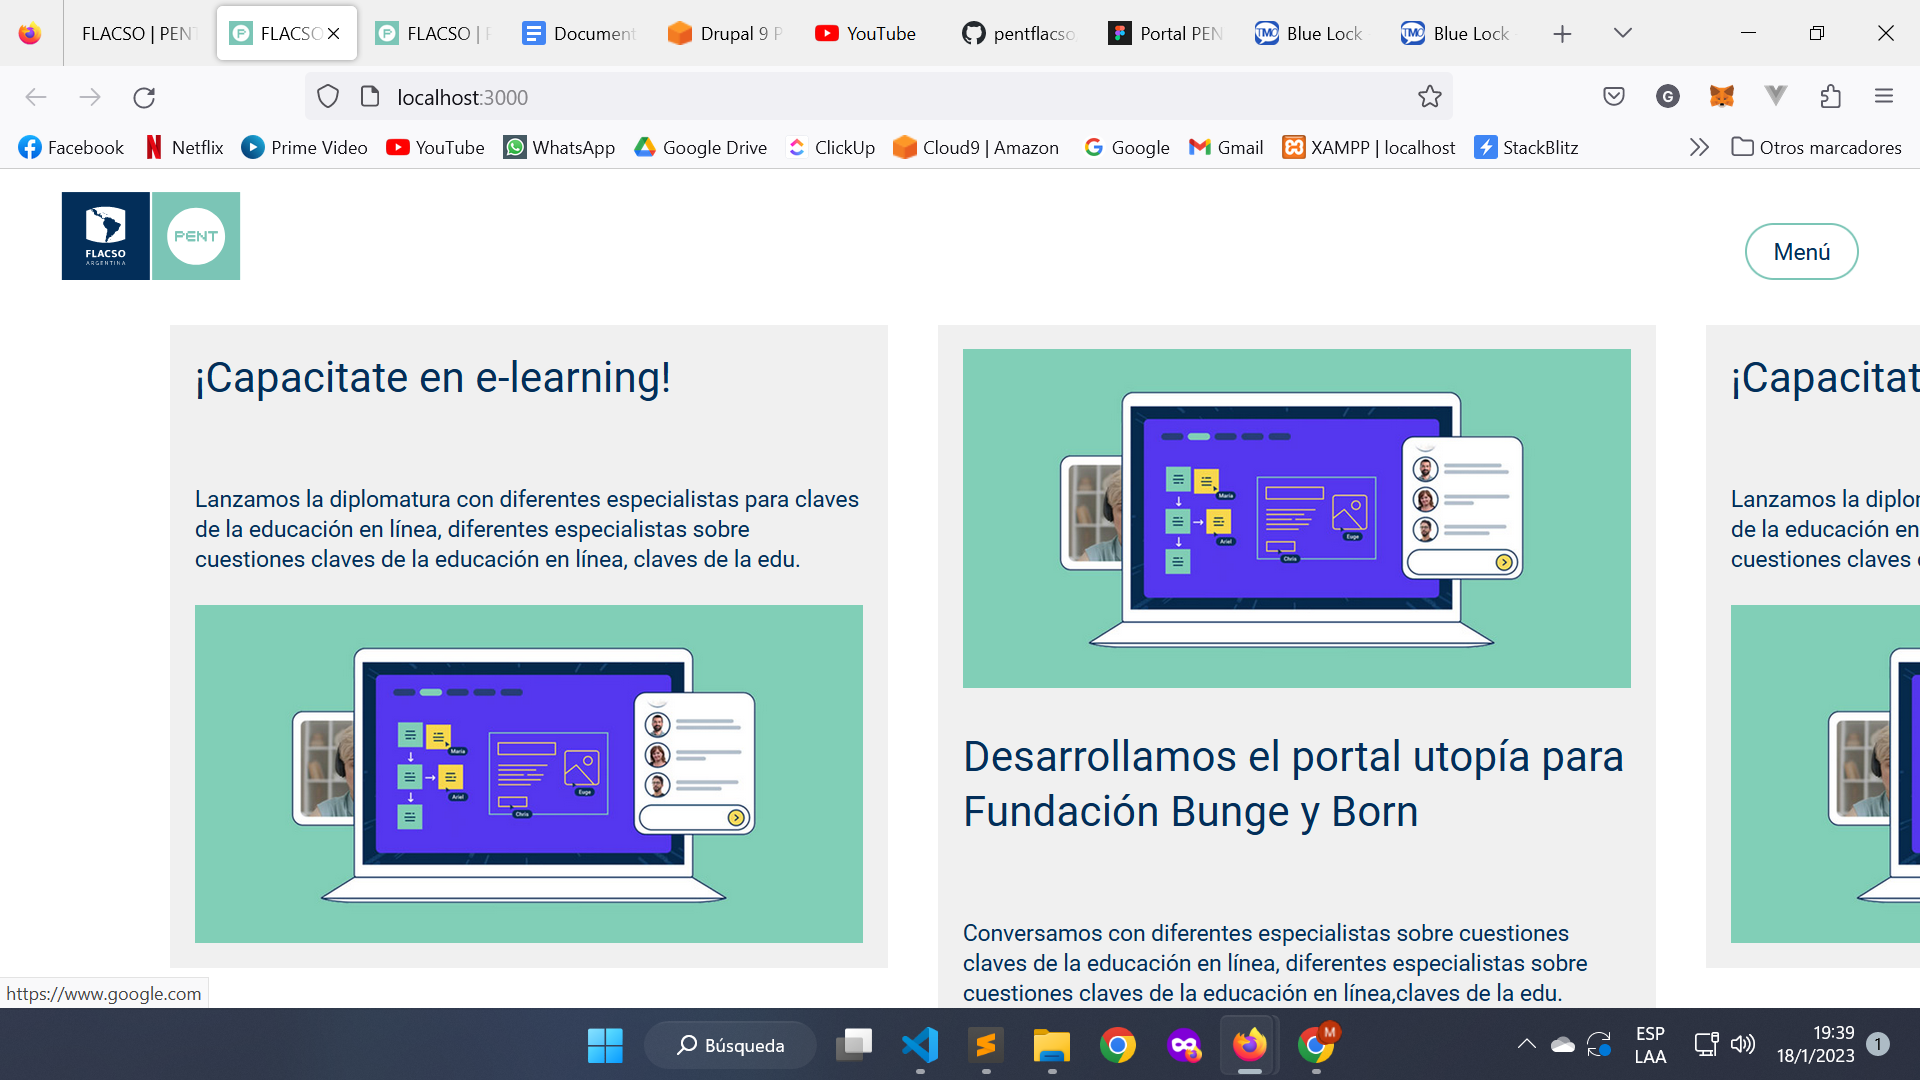 FLACSO | PENT
FLACSO
FLACSO | P
Document
Drupal 9 P
YouTube
pentflacso
Portal PEN
Blue Lock
Blue Lock
localhost:3000
Facebook
Netflix
Prime Video
YouTube
WhatsApp
Google Drive
ClickUp
Cloud9 | Amazon
Google
Gmail
XAMPP | localhost
StackBlitz
Otros marcadores
FLACSO
ARGENTINA
PENT
Menú
¡Capacitate en e-learning!
Lanzamos la diplomatura con diferentes especialistas para claves
de la educación en línea, diferentes especialistas sobre
cuestiones claves de la educación en línea, claves de la edu.
Maria
Ariel
Chris
Euge
Maria
Ariel
Chris
Euge
Desarrollamos el portal utopía para
Fundación Bunge y Born
Conversamos con diferentes especialistas sobre cuestiones
claves de la educación en línea, diferentes especialistas sobre
cuestiones claves de la educación en línea,claves de la edu.
¡Capacitat
Lanzamos la diplor
de la educación en
cuestiones claves
https://www.google.com
Búsqueda
M
ESP
LAA
19:39
18/1/2023
1